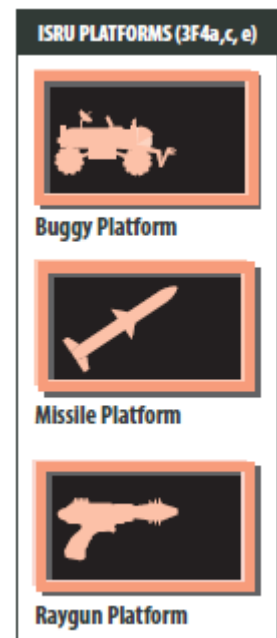 ISRU PLATFORMS (3F4a,c, e)
Buggy Platform
Missile Platform
Raygun Platform